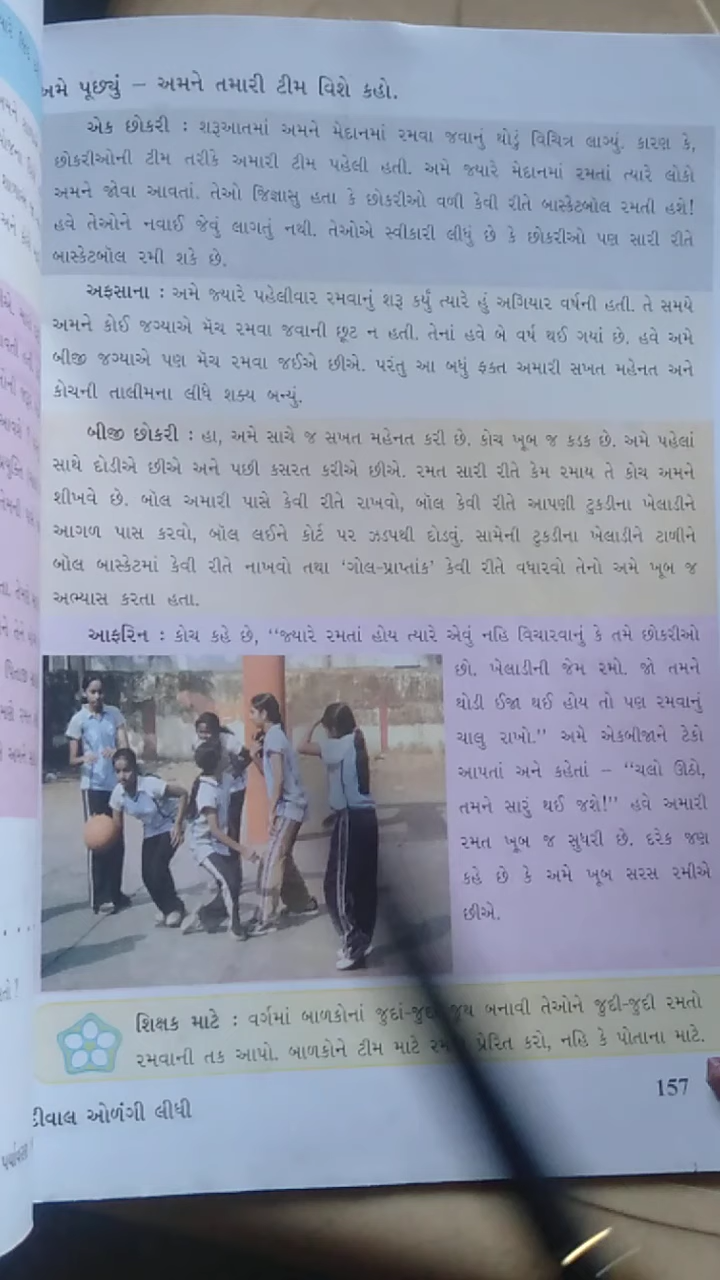 અમે પૂછ્યું – અમને તમારી ટીમ વિશે કહો.
એક છોકરી : શરૂઆતમાં અમને મેદાનમાં રમવા જવાનું થોડું વિચિત્ર લાગ્યું. કારણ કે,
છોકરીઓની ટીમ તરીકે અમારી ટીમ પહેલી હતી. અમે જ્યારે મેદાનમાં રમતાં ત્યારે લોકો
અમને જોવા આવતાં. તેઓ જિજ્ઞાસુ હતા કે છોકરીઓ વળી કેવી રીતે બાસ્કેટબોલ રમતી હશે!
હવે તેઓને નવાઈ જેવું લાગતું નથી. તેઓએ સ્વીકારી લીધું છે કે છોકરીઓ પણ સારી રીતે
બાસ્કેટબૉલ રમી શકે છે.
અફસાના : અમે જ્યારે પહેલીવાર રમવાનું શરૂ કર્યું ત્યારે હું અગિયાર વર્ષની હતી. તે સમયે
અમને કોઈ જગ્યાએ મૅચ રમવા જવાની છૂટ ન હતી. તેનાં હવે બે વર્ષ થઈ ગયાં છે. હવે અમે
બીજી જગ્યાએ પણ મૅચ રમવા જઈએ છીએ. પરંતુ આ બધું ફક્ત અમારી સખત મહેનત અને
કોચની તાલીમના લીધે શક્ય બન્યું.
બીજી છોકરી : હા, અમે સાચે જ સખત મહેનત કરી છે. કોચ ખૂબ જ કડક છે. અમે પહેલાં
સાથે દોડીએ છીએ અને પછી કસરત કરીએ છીએ. રમત સારી રીતે કેમ રમાય તે કોચ અમને
શીખવે છે. બોલ અમારી પાસે કેવી રીતે રાખવો, બૉલ કેવી રીતે આપણી ટુકડીના ખેલાડીને
આગળ પાસ કરવો, બૉલ લઈને કોર્ટ પર ઝડપથી દોડવું. સામેની ટુકડીના ખેલાડીને ટાળીને
બૉલ બાસ્કેટમાં કેવી રીતે નાખવો તથા ‘ગોલ-પ્રાપ્તાંક’ કેવી રીતે વધારવો તેનો અમે ખૂબ જ
અભ્યાસ કરતા હતા.
આફરિન : કોચ કહે છે, “જ્યારે રમતાં હોય ત્યારે એવું નહિ વિચારવાનું કે તમે છોકરીઓ
છો. ખેલાડીની જેમ રમો. જો તમને
થોડી ઈજા થઈ હોય તો પણ રમવાનું
ચાલુ રાખો.” અમે એકબીજાને ટેકો
આપતાં અને કહેતાં – “ચલો ઊઠો,
તમને સારું થઈ જશે!” હવે અમારી
રમત ખૂબ જ સુધરી છે. દરેક જણ
કહે છે કે અમે ખૂબ સરસ રમીએ
છીએ.
શિક્ષક માટે : વર્ગમાં બાળકોનાં જુદાં-જુદાં બનાવી તેઓને જુદી-જુદી રમતો
રમવાની તક આપો. બાળકોને ટીમ માટે પ્રેરિત કરો, નહિ કે પોતાના માટે.
157
દીવાલ ઓળંગી લીધી